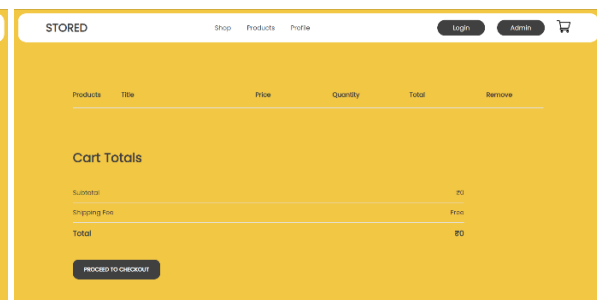 STORED Shop Products Profile Login Admin
Products Title Price Quantity Total Remove
Cart Totals
Subtotal ₹0
Shipping Fee Free
Total ₹0
PROCEED TO CHECKOUT